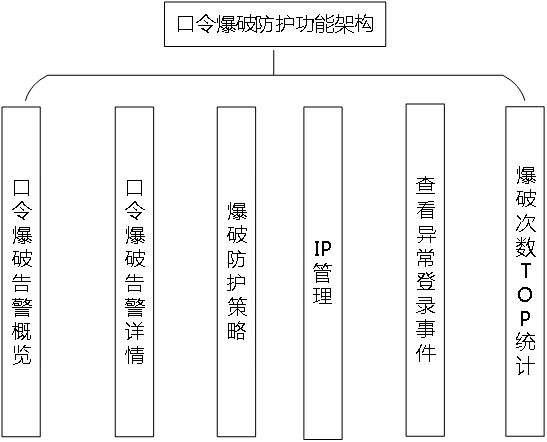 口令爆破防护功能架构
口令爆破告警概览
口令爆破告警详情
爆破防护策略
IP管理
查看异常登录事件
爆破次数TOP统计